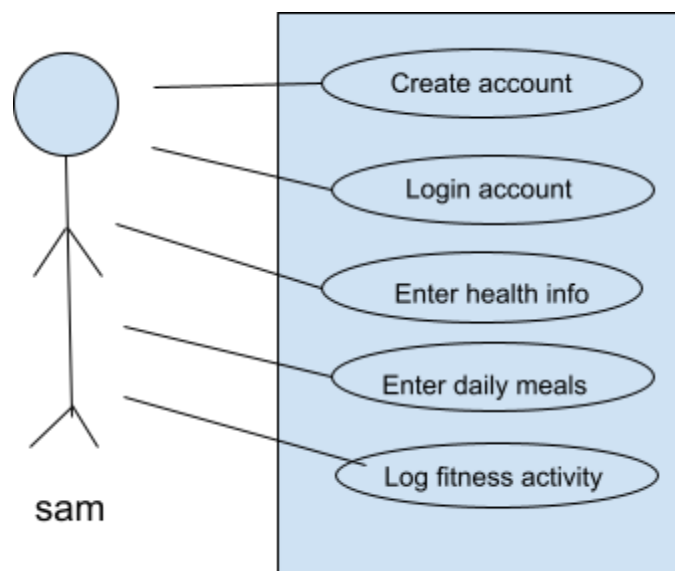 Create account
Login account
Enter health info
Enter daily meals
Log fitness activity
sam